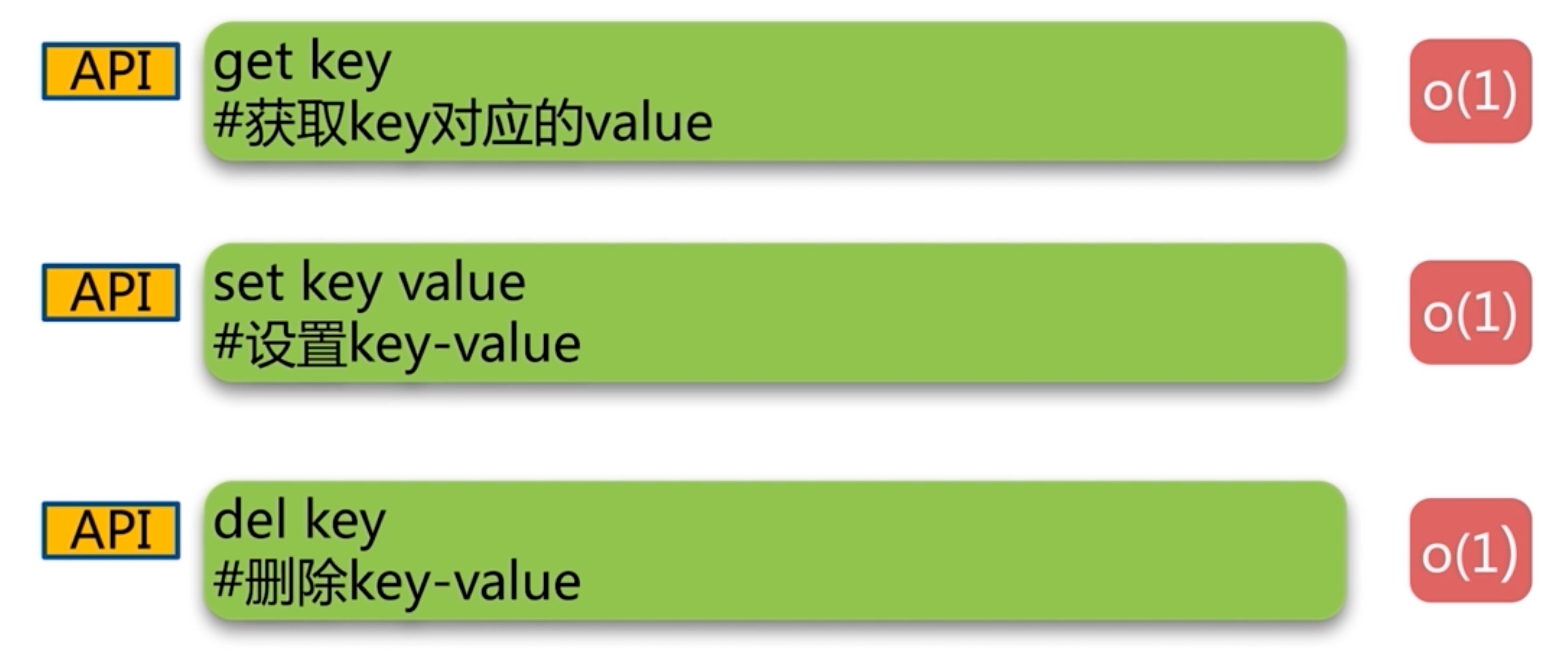 API
get key
#获取key对应的value
o(1)
API
set key value
#设置key-value
o(1)
API
del key
#删除key-value
o(1)